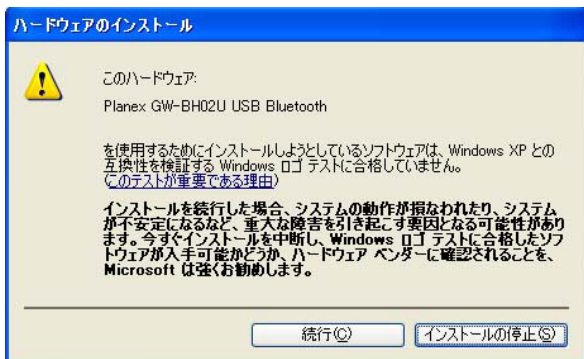 ハードウェアのインストール
このハードウェア:
Planex GW-BH02U USB Bluetooth
を使用するためにインストールしようとしているソフトウェアは、Windows XP との
互換性を検証する Windows ロゴ テストに合格していません。
(このテストが重要である理由)
インストールを続行した場合、システムの動作が損なわれたり、システム
が不安定になるなど、重大な障害を引き起こす要因となる可能性があり
ます。今すぐインストールを中断し、Windows ロゴ テストに合格したソフ
トウェアが入手可能かどうか、ハードウェア ベンダーに確認されることを、
Microsoft は強くお勧めします。
続行(C)
インストールの停止(S)